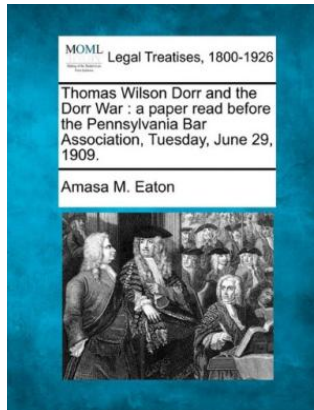 MOML Legal Treatises, 1800-1926
Thomas Wilson Dorr and the
Dorr War : a paper read before
the Pennsylvania Bar
Association, Tuesday, June 29,
1909.
Amasa M. Eaton